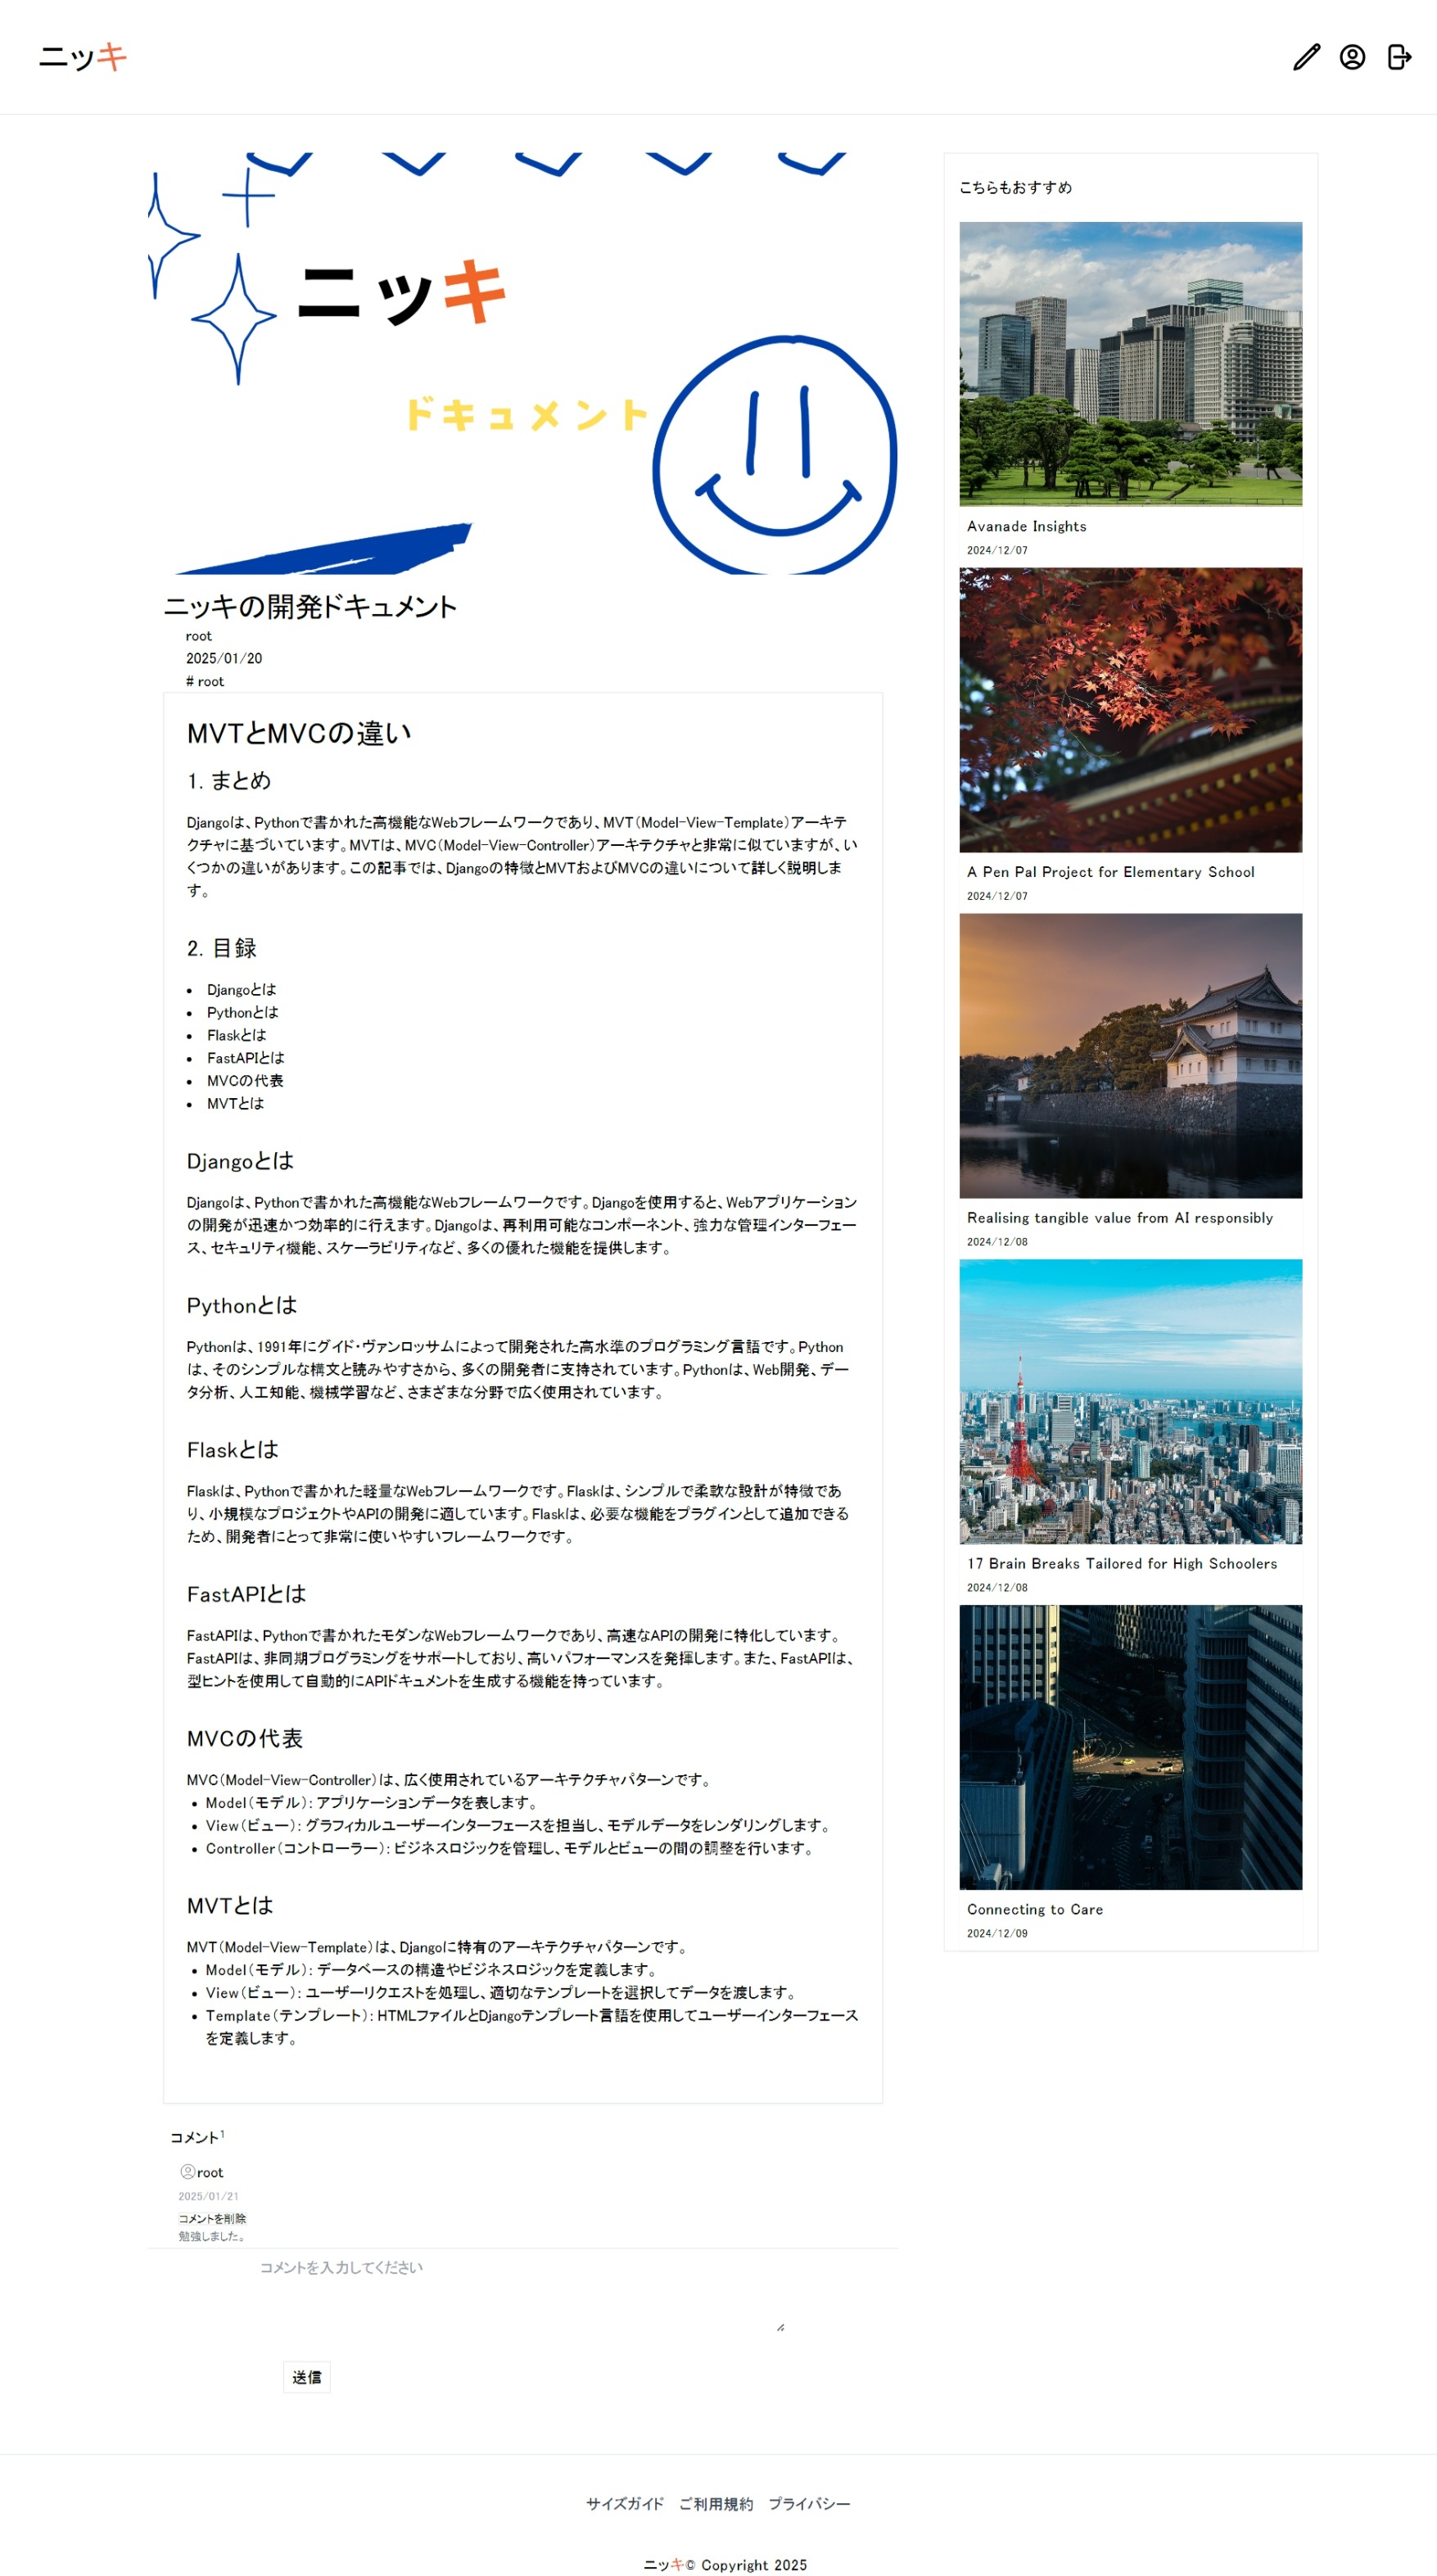 ニッキ
ニッキ
ドキュメント
ニッキの開発ドキュメント
root
2025/01/20
# root
MVTとMVCの違い
1. まとめ
Djangoは、Pythonで書かれた高機能なWebフレームワークであり、MVT（Model-View-Template）アーキテ
クチャに基づいています。MVTは、MVC（Model-View-Controller）アーキテクチャと非常に似ていますが、い
くつかの違いがあります。この記事では、Djangoの特徴とMVTおよびMVCの違いについて詳しく説明しま
す。
2. 目録
• Djangoとは
• Pythonとは
• Flaskとは
• FastAPIとは
• MVCの代表
• MVTとは
Djangoとは
Djangoは、Pythonで書かれた高機能なWebフレームワークです。Djangoを使用すると、Webアプリケーション
の開発が迅速かつ効率的に行えます。Djangoは、再利用可能なコンポーネント、強力な管理インターフェー
ス、セキュリティ機能、スケーラビリティなど、多くの優れた機能を提供します。
Pythonとは
Pythonは、1991年にグイド・ヴァンロッサムによって開発された高水準のプログラミング言語です。Python
は、そのシンプルな構文と読みやすさから、多くの開発者に支持されています。Pythonは、Web開発、デー
タ分析、人工知能、機械学習など、さまざまな分野で広く使用されています。
Flaskとは
Flaskは、Pythonで書かれた軽量なWebフレームワークです。Flaskは、シンプルで柔軟な設計が特徴であ
り、小規模なプロジェクトやAPIの開発に適しています。Flaskは、必要な機能をプラグインとして追加できる
ため、開発者にとって非常に使いやすいフレームワークです。
FastAPIとは
FastAPIは、Pythonで書かれたモダンなWebフレームワークであり、高速なAPIの開発に特化しています。
FastAPIは、非同期プログラミングをサポートしており、高いパフォーマンスを発揮します。また、FastAPIは、
型ヒントを使用して自動的にAPIドキュメントを生成する機能を持っています。
MVCの代表
MVC（Model-View-Controller）は、広く使用されているアーキテクチャパターンです。
• Model（モデル）: アプリケーションデータを表します。
• View（ビュー）: グラフィカルユーザーインターフェースを担当し、モデルデータをレンダリングします。
• Controller（コントローラー）: ビジネスロジックを管理し、モデルとビューの間の調整を行います。
MVTとは
MVT（Model-View-Template）は、Djangoに特有のアーキテクチャパターンです。
• Model（モデル）: データベースの構造やビジネスロジックを定義します。
• View（ビュー）: ユーザーリクエストを処理し、適切なテンプレートを選択してデータを渡します。
• Template（テンプレート）: HTMLファイルとDjangoテンプレート言語を使用してユーザーインターフェース
を定義します。
コメント1
root
2025/01/21
コメントを削除
勉強しました。
コメントを入力してください
送信
こちらもおすすめ
Avanade Insights
2024/12/07
A Pen Pal Project for Elementary School
2024/12/07
Realising tangible value from AI responsibly
2024/12/08
17 Brain Breaks Tailored for High Schoolers
2024/12/08
Connecting to Care
2024/12/09
サイズガイド ご利用規約 プライバシー
ニッキ© Copyright 2025